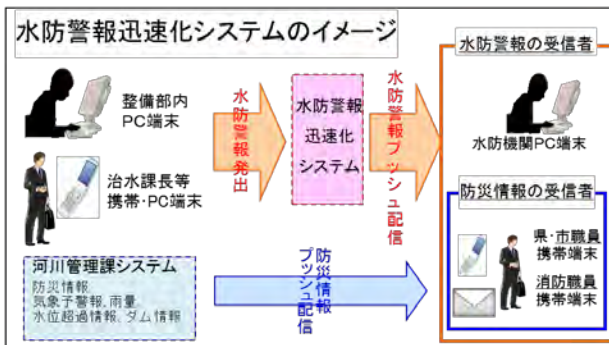 水防警報迅速化システムのイメージ
整備部内
PC端末
治水課長等
携帯・PC端末
河川管理課システム
防災情報
気象予警報、雨量
水位超過情報、ダム情報
水防警報発出
水防警報
迅速化
システム
水防警報プッシュ配信
防災情報
プッシュ配信
水防警報の受信者
水防機関PC端末
防災情報の受信者
県・市職員
携帯端末
消防職員
携帯端末